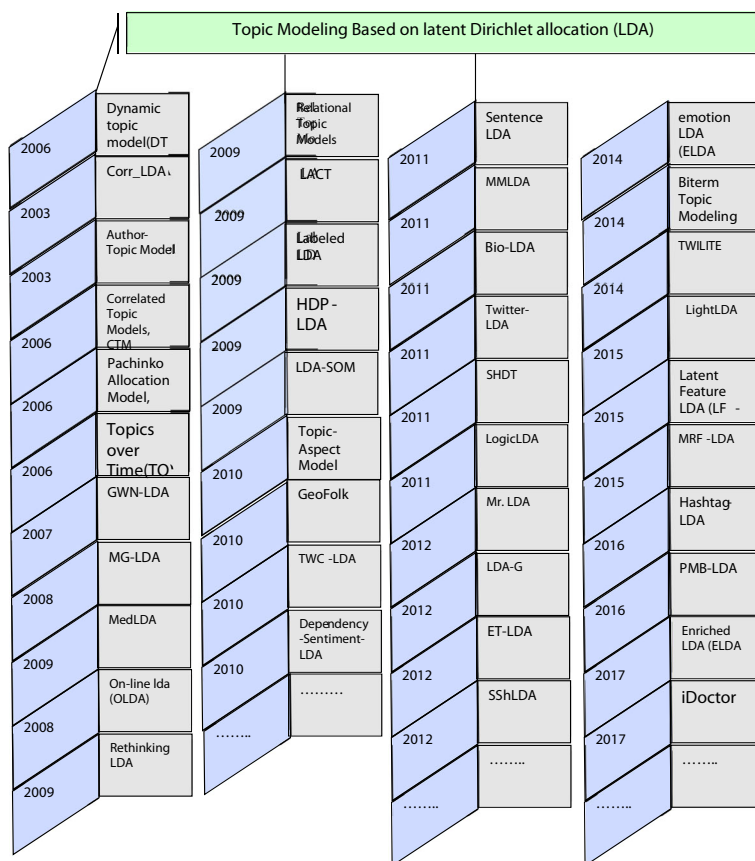 Topic Modeling Based on latent Dirichlet allocation (LDA)
2006
Dynamic
topic
model(DT
2003
Corr_LDA
2003
Author-
Topic Model
2006
Correlated
Topic
Models,
CTM
2006
Pachinko
Allocation
Model,
2006
Topics
over
Time(TO
2007
GWN-LDA
2008
MG-LDA
2009
MedLDA
2008
On-line lda
(OLDA)
2009
Rethinking
LDA
2009
Relational
Topic
Models
2009
LACT
2009
Labeled
LDA
2009
HDP -
LDA
2009
LDA-SOM
2010
Topic-
Aspect
Model
2010
GeoFolk
2010
TWC -LDA
2010
Dependency
-Sentiment-
LDA
……..
………
2011
Sentence
LDA
2011
MMLDA
2011
Bio-LDA
2011
Twitter-
LDA
2011
SHDT
2011
LogicLDA
2012
Mr. LDA
2012
LDA-G
2012
ET-LDA
2012
SShLDA
……..
……..
2014
emotion
LDA
(ELDA
2014
Biterm
Topic
Modeling
2014
TWILITE
2015
LightLDA
2015
Latent
Feature
LDA (LF -
2015
MRF -LDA
2016
Hashtag-
LDA
2016
PMB-LDA
2017
Enriched
LDA (ELDA
2017
iDoctor
……..
……..